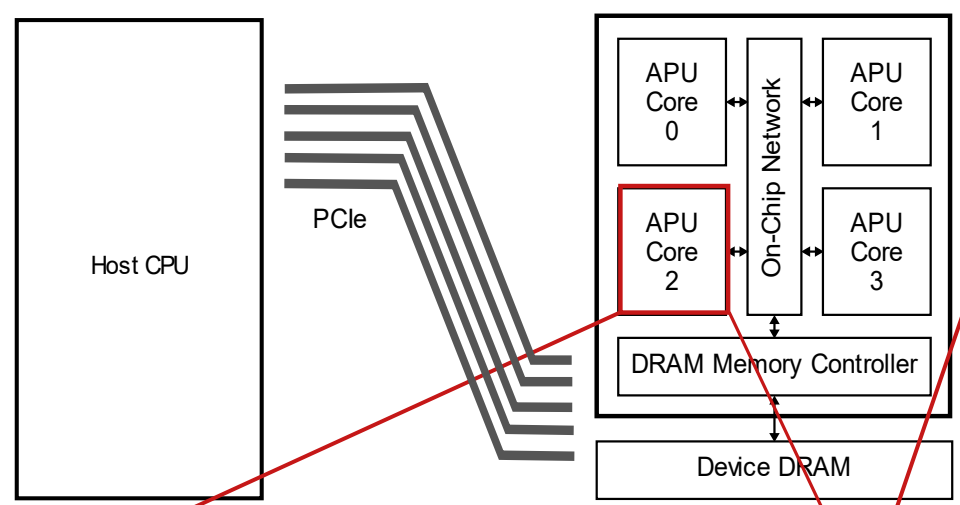 Host CPU
PCIe
APU
Core
0
APU
Core
1
On-Chip Network
APU
Core
2
APU
Core
3
DRAM Memory Controller
Device DRAM